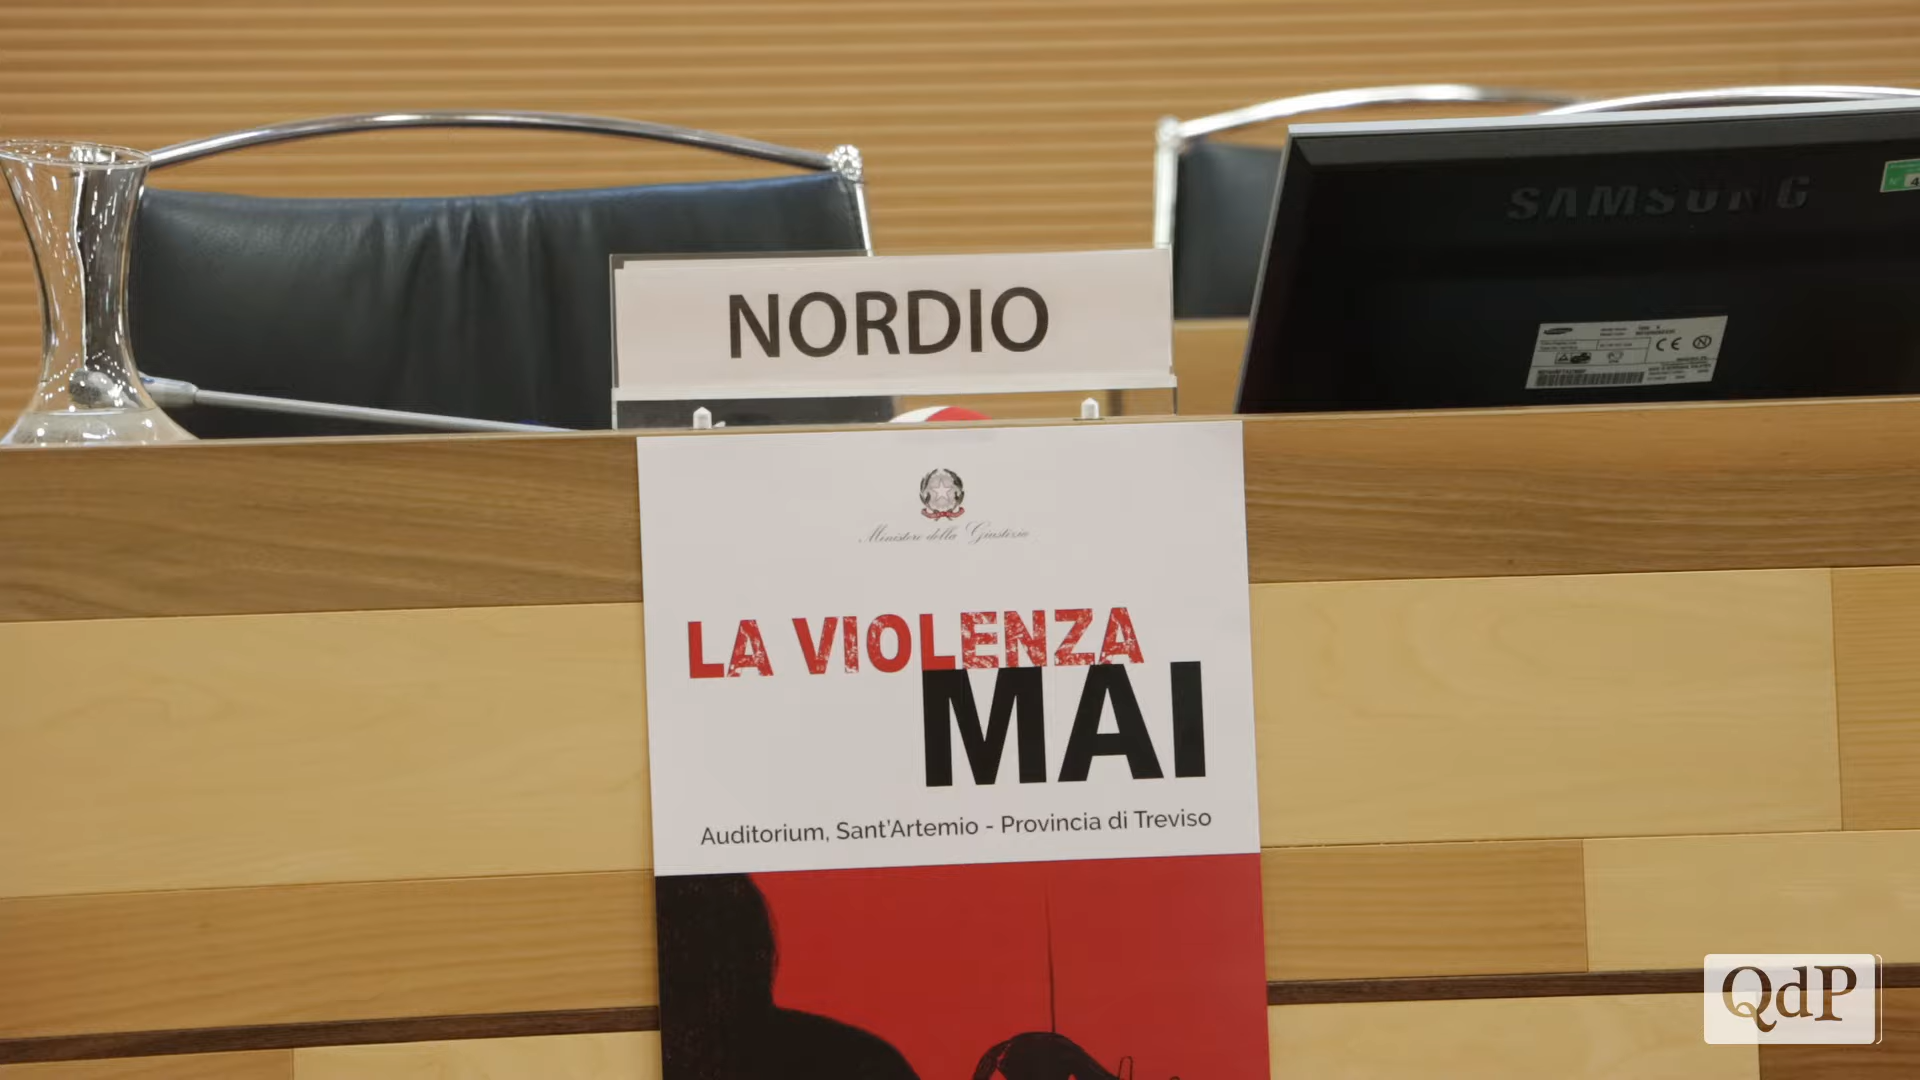 SAMSUNG
NORDIO
Ministero della Giustizia
LA VIOLENZA
MAI
Auditorium, Sant'Artemio - Provincia di Treviso
QdP